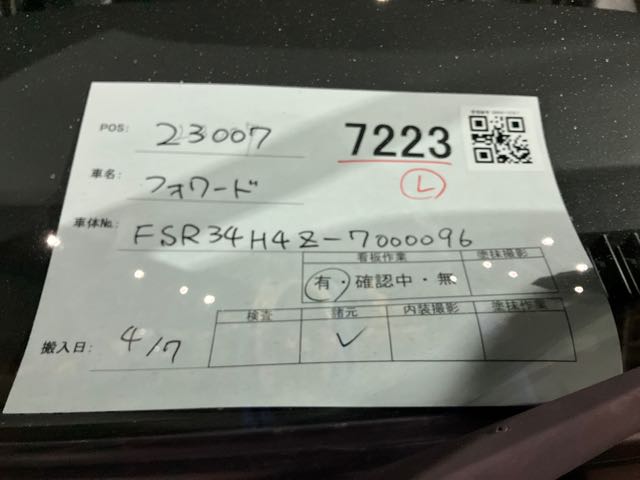 POS: 23007 7223
車名: フォワード Ⓛ
車体№: FSR34H4Z-7000096
看板作業 塗抹撮影
有・確認中・無
検査 諸元 内装撮影 塗抹作業
搬入日: 4/7 ✓